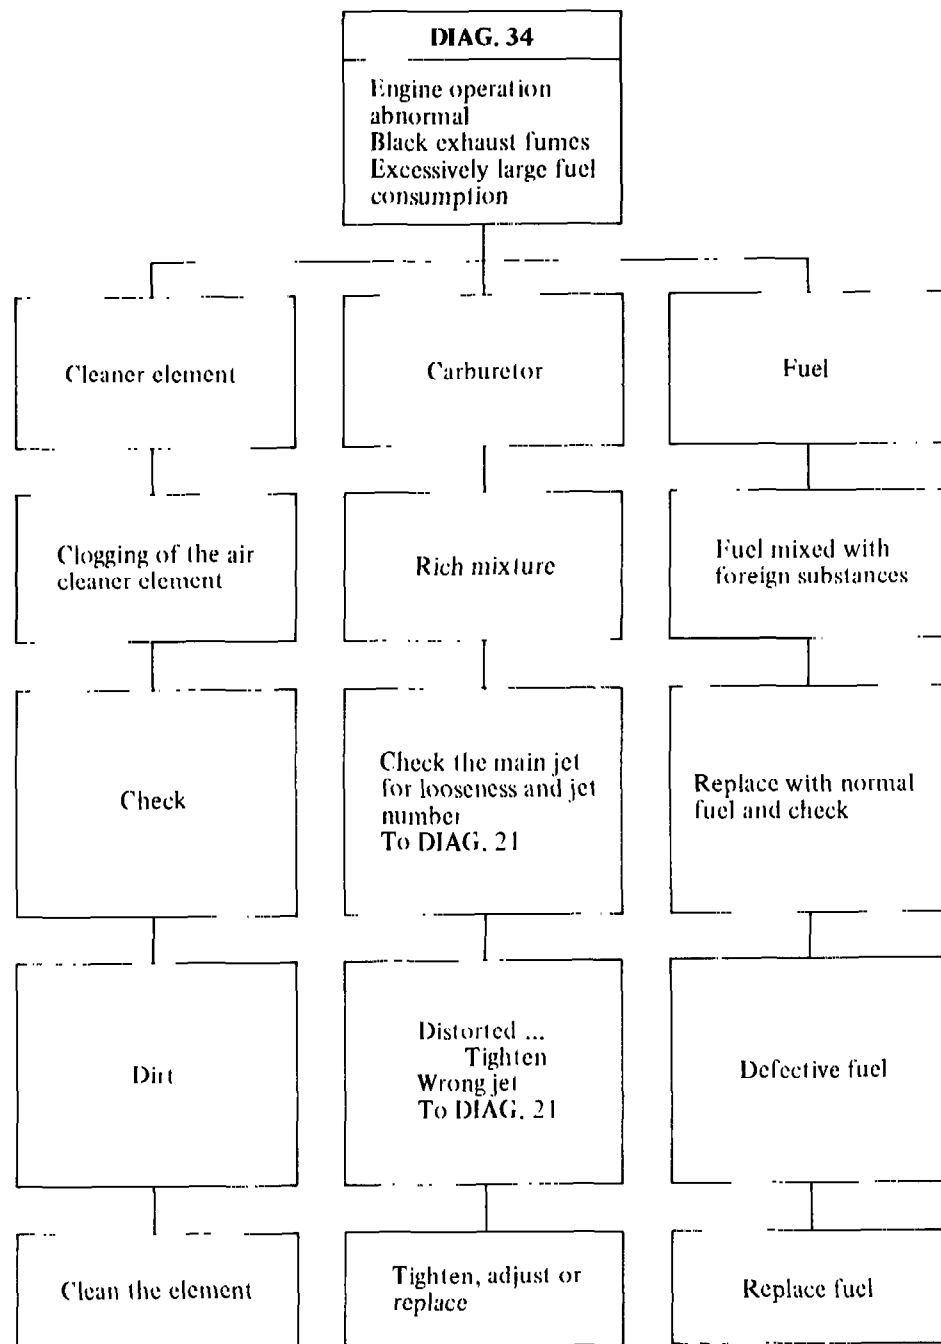 DIAG. 34
Engine operation
abnormal
Black exhaust fumes
Excessively large fuel
consumption
Cleaner element
Carburetor
Fuel
Clogging of the air
cleaner element
Rich mixture
Fuel mixed with
foreign substances
Check
Check the main jet
for looseness and jet
number
To DIAG. 21
Replace with normal
fuel and check
Dirt
Distorted ...
Tighten
Wrong jet
To DIAG. 21
Defective fuel
Clean the element
Tighten, adjust or
replace
Replace fuel